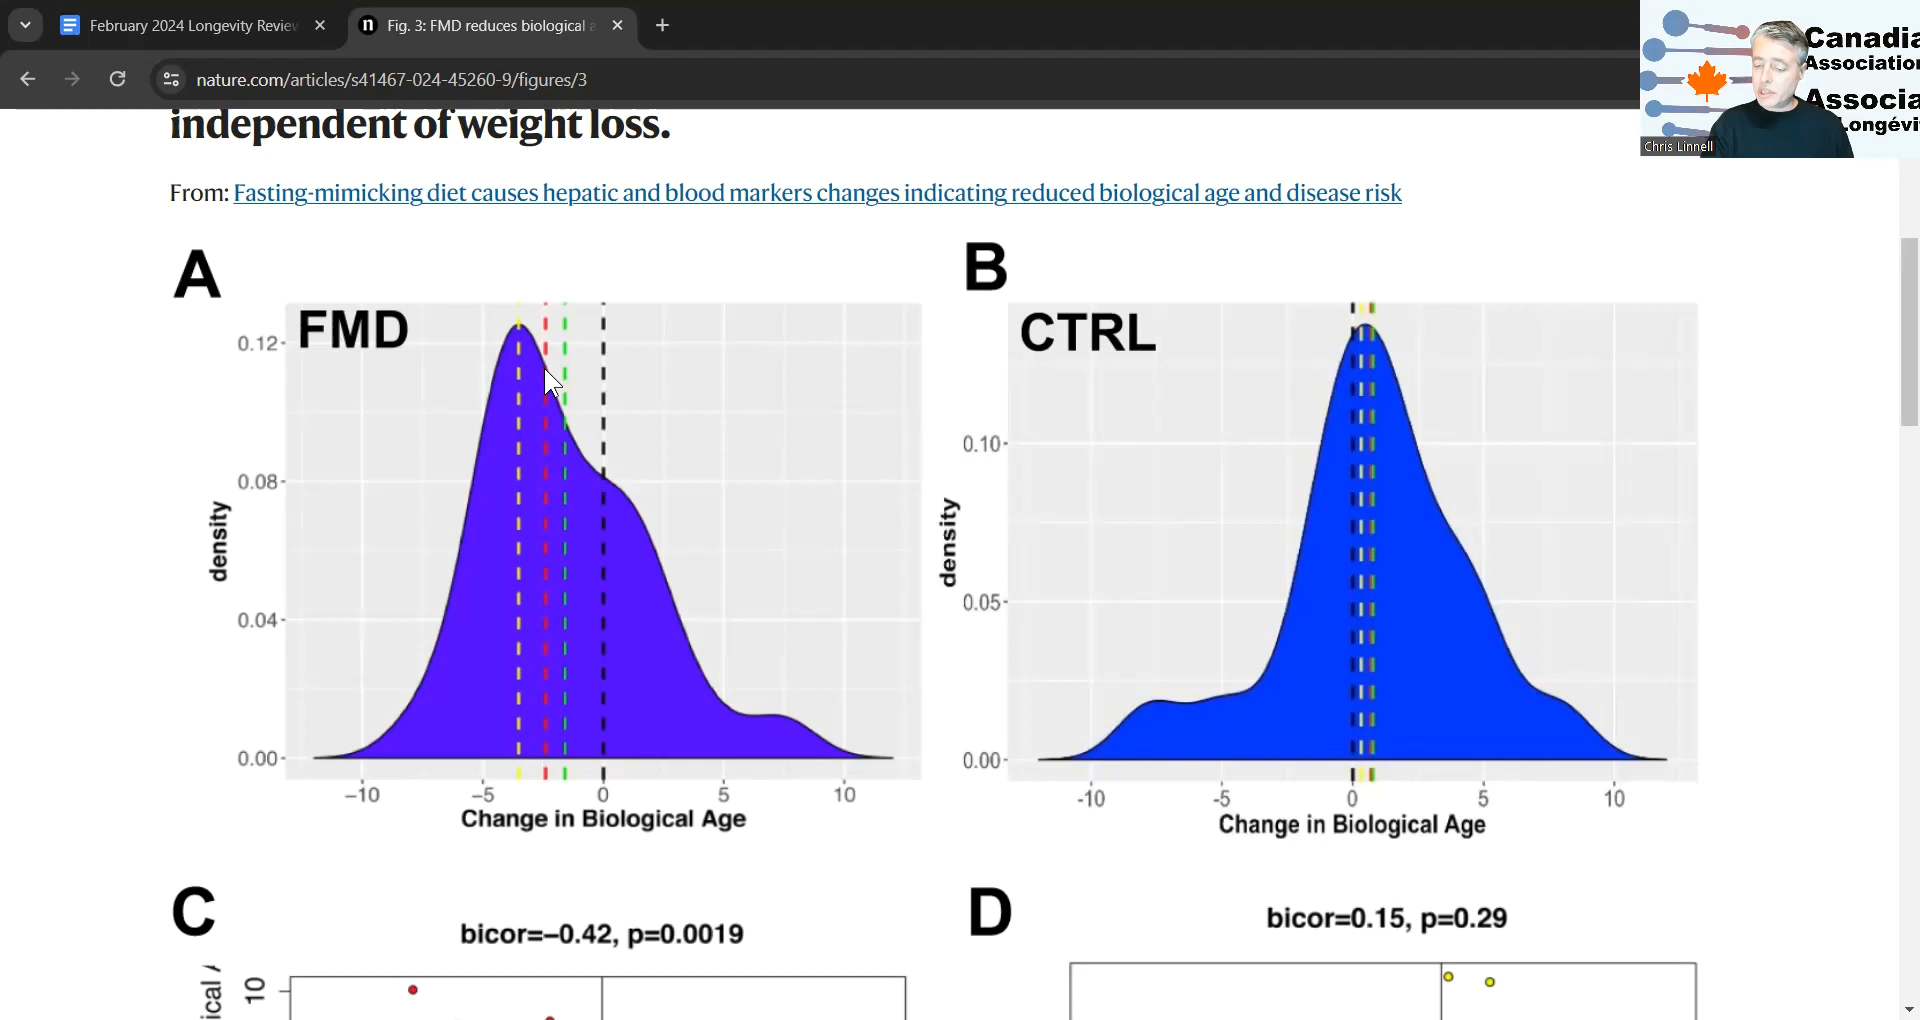 February 2024 Longevity Review
Fig. 3: FMD reduces biological a
nature.com/articles/s41467-024-45260-9/figures/3
Canadia
Association
Associa
Longévi
Chris Linnell
independent of weight loss.
From: Fasting-mimicking diet causes hepatic and blood markers changes indicating reduced biological age and disease risk
A
FMD
0.12
0.08
0.04
0.00
density
-10 -5 0 5 10
Change in Biological Age
B
CTRL
0.10
0.05
0.00
density
-10 -5 0 5 10
Change in Biological Age
C
bicor=-0.42, p=0.0019
10
D
bicor=0.15, p=0.29